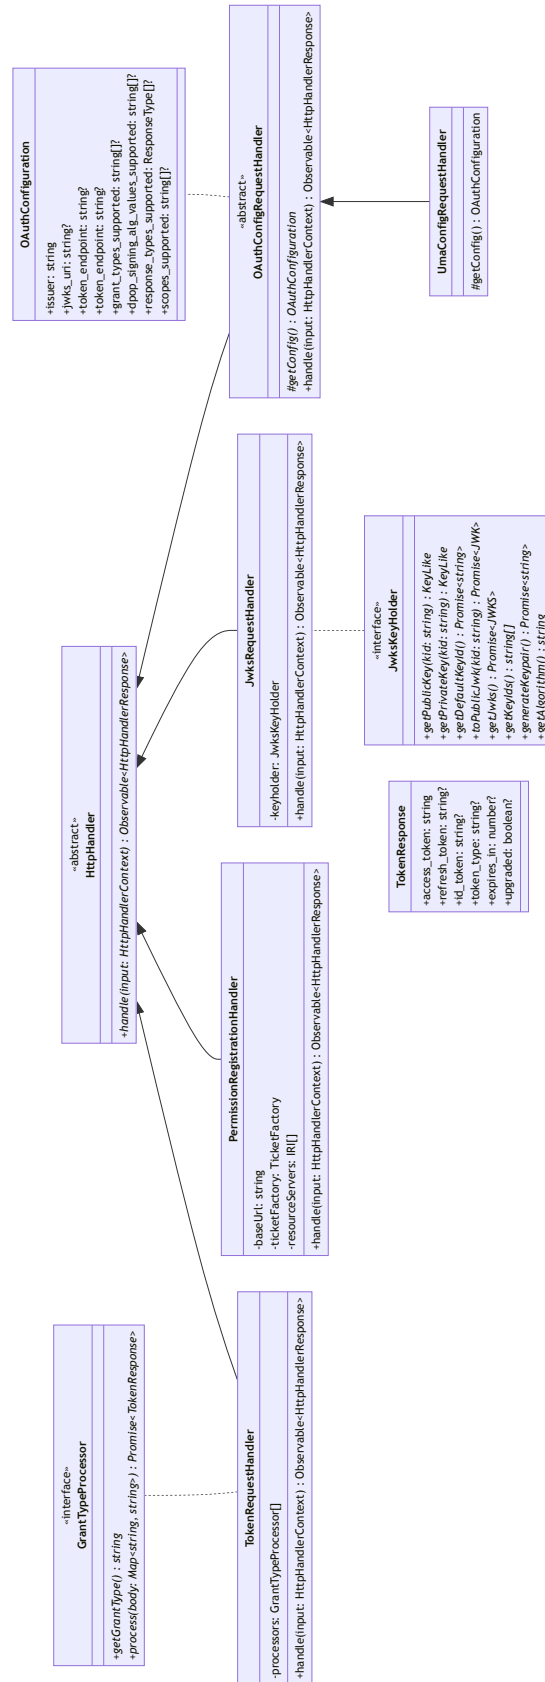 «interface»
GrantTypeProcessor
+getGrantType() : string
+process(body: Map<string, string>) : Promise<TokenResponse>
«abstract»
HttpHandler
+handle(input: HttpHandlerContext) : Observable<HttpHandlerResponse>
OAuthConfiguration
+issuer: string
+jwks_uri: string?
+token_endpoint: string?
+token_endpoint: string?
+grant_types_supported: string[]?
+dpop_signing_alg_values_supported: string[]?
+response_types_supported: ResponseType[]?
+scopes_supported: string[]?
TokenRequestHandler
-processors: GrantTypeProcessor[]
+handle(input: HttpHandlerContext) : Observable<HttpHandlerResponse>
PermissionRegistrationHandler
-baseUrl: string
-ticketFactory: TicketFactory
-resourceServers: IRI[]
+handle(input: HttpHandlerContext) : Observable<HttpHandlerResponse>
JwksRequestHandler
-keyholder: JwksKeyHolder
+handle(input: HttpHandlerContext) : Observable<HttpHandlerResponse>
«abstract»
OAuthConfigRequestHandler
#getConfig() : OAuthConfiguration
+handle(input: HttpHandlerContext) : Observable<HttpHandlerResponse>
TokenResponse
+access_token: string
+refresh_token: string?
+id_token: string?
+token_type: string?
+expires_in: number?
+upgraded: boolean?
«interface»
JwksKeyHolder
+getPublicKey(kid: string) : KeyLike
+getPrivateKey(kid: string) : KeyLike
+getDefaultKeyId() : Promise<string>
+toPublicJwk(kid: string) : Promise<JWK>
+getJwks() : Promise<JWKS>
+getKeyIds() : string[]
+generateKeypair() : Promise<string>
+getAlgorithm() : string
UmaConfigRequestHandler
#getConfig() : OAuthConfiguration